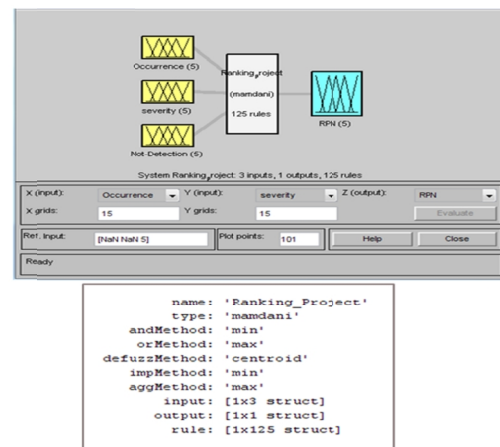 Occurrence (5)
Ranking_Project
(mamdani)
severity (5)
125 rules
RPN (5)
Not-Detection (5)
System Ranking_Project: 3 inputs, 1 outputs, 125 rules
X (input): Occurrence Y (input): severity Z (output): RPN
X grids: 15 Y grids: 15 Evaluate
Ref. Input: [NaN NaN 5] Plot points: 101 Help Close
Ready
name: 'Ranking_Project'
type: 'mamdani'
andMethod: 'min'
orMethod: 'max'
defuzzMethod: 'centroid'
impMethod: 'min'
aggMethod: 'max'
input: [1x3 struct]
output: [1x1 struct]
rule: [1x125 struct]